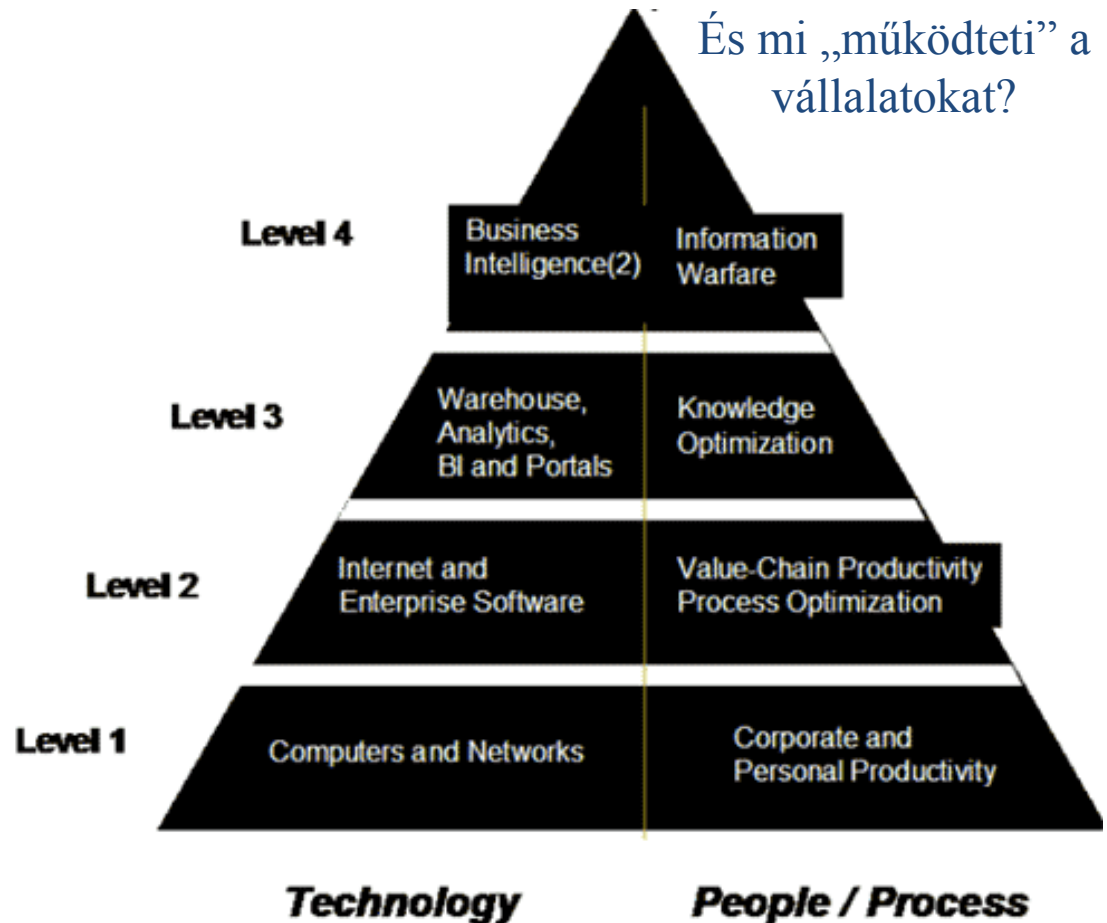 És mi „működteti” a
vállalatokat?
Level 4
Business
Intelligence(2)
Information
Warfare
Level 3
Warehouse,
Analytics,
BI and Portals
Knowledge
Optimization
Level 2
Internet and
Enterprise Software
Value-Chain Productivity
Process Optimization
Level 1
Computers and Networks
Corporate and
Personal Productivity
Technology
People / Process